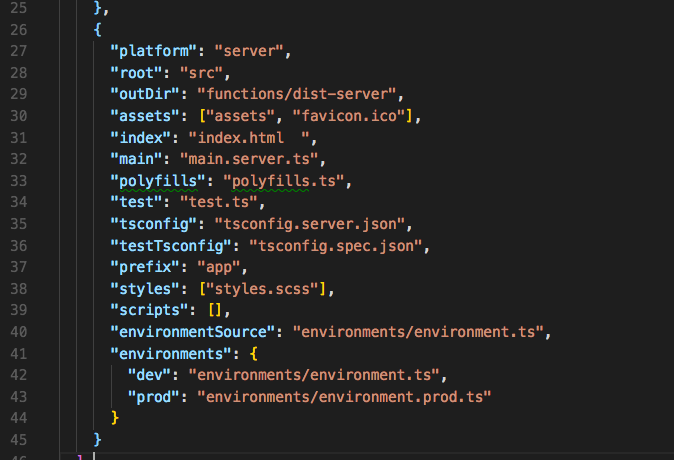 25 },
26 {
27 "platform": "server",
28 "root": "src",
29 "outDir": "functions/dist-server",
30 "assets": ["assets", "favicon.ico"],
31 "index": "index.html  ",
32 "main": "main.server.ts",
33 "polyfills": "polyfills.ts",
34 "test": "test.ts",
35 "tsconfig": "tsconfig.server.json",
36 "testTsconfig": "tsconfig.spec.json",
37 "prefix": "app",
38 "styles": ["styles.scss"],
39 "scripts": [],
40 "environmentSource": "environments/environment.ts",
41 "environments": {
42 "dev": "environments/environment.ts",
43 "prod": "environments/environment.prod.ts"
44 }
45 }
46 ]